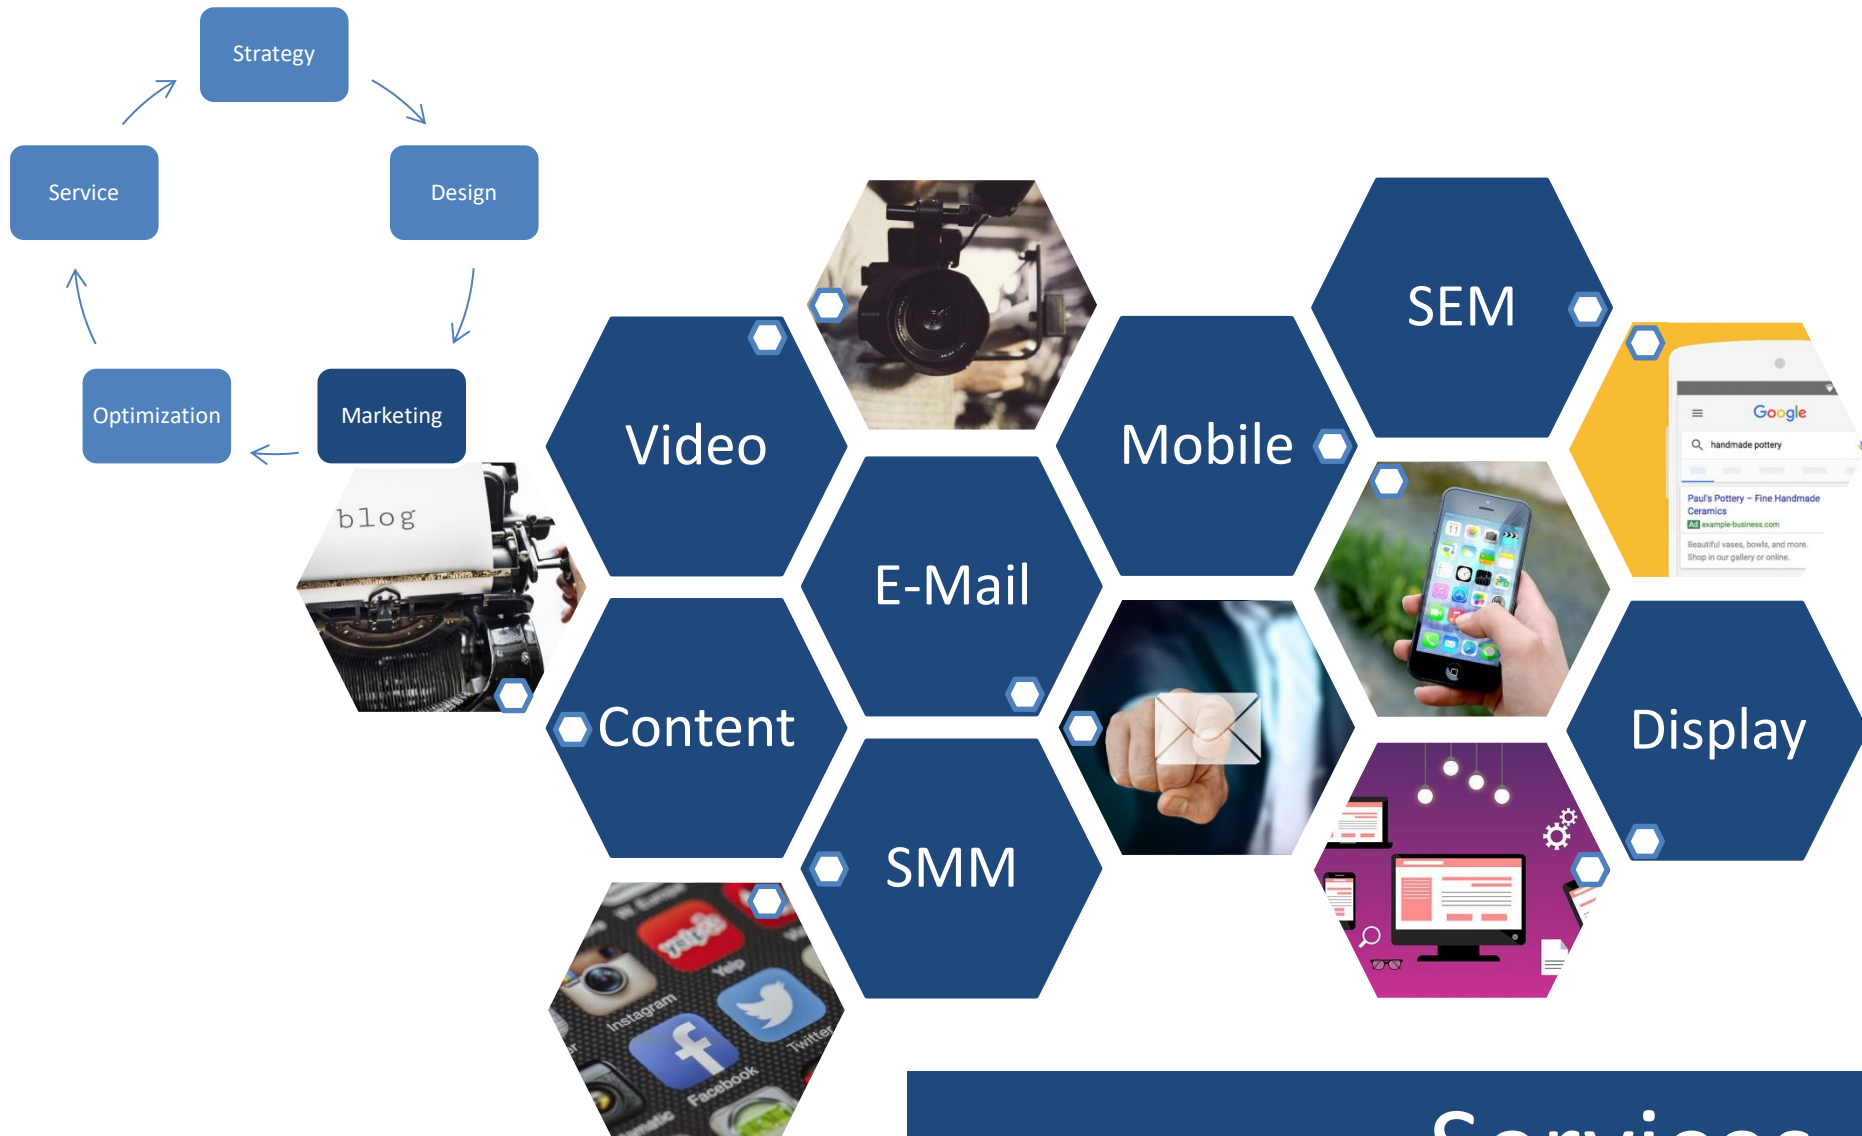 Strategy
Service
Design
Optimization
Marketing
SEM
Video
Mobile
Google
handmade pottery
Paul's Pottery – Fine Handmade
Ceramics
Ad example-business.com
Beautiful vases, bowls, and more.
Shop in our gallery or online.
blog
E-Mail
Content
Display
SMM
yelp
Yelp
Instagram
Twitter
Facebook
Services